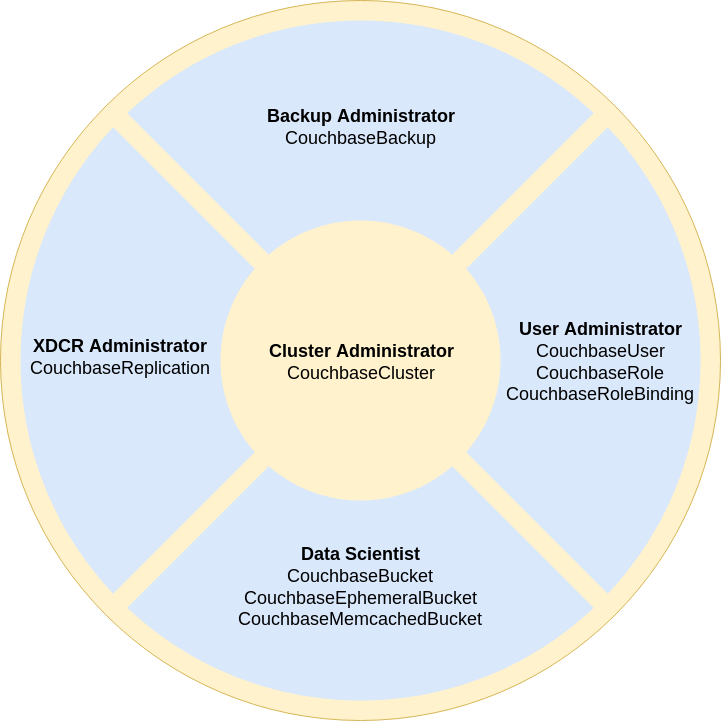 Backup Administrator
CouchbaseBackup
XDCR Administrator
CouchbaseReplication
Cluster Administrator
CouchbaseCluster
User Administrator
CouchbaseUser
CouchbaseRole
CouchbaseRoleBinding
Data Scientist
CouchbaseBucket
CouchbaseEphemeralBucket
CouchbaseMemcachedBucket